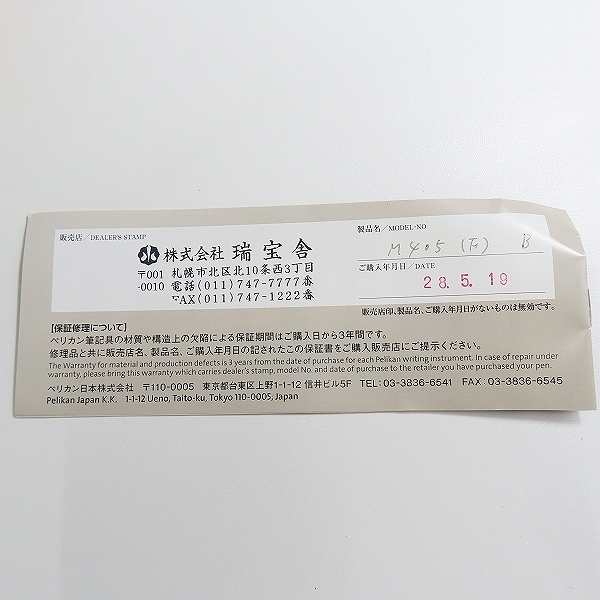 販売店/DEALER'S STAMP
株式会社 瑞宝舎
〒001 札幌市北区北10条西3丁目
-0010 電話(011)747-7777番
FAX(011)747-1222番
製品名/MODEL-NO
M405 B
ご購入年月日/DATE
28.5.19
販売店印、製品名、ご購入年月日がないものは無効です。
【保証修理について】
ペリカン筆記具の材質や構造上の欠陥による保証期間はご購入日から3年間です。
修理品と共に販売店名、製品名、ご購入年月日の記されたこの保証書をご購入販売店にご提示ください。
The Warranty for material and production defects is 3 years from the date of purchase for each Pelikan writing instrument. In case of repair under
warranty, please bring this warranty which carries dealer's stamp, model No. and date of purchase to the retailer you have purchased your pen.
ペリカン日本株式会社 〒110-0005 東京都台東区上野1-1-12 信井ビル5F TEL:03-3836-6541 FAX:03-3836-6545
Pelikan Japan K.K. 1-1-12 Ueno, Taito-ku, Tokyo 110-0005, Japan